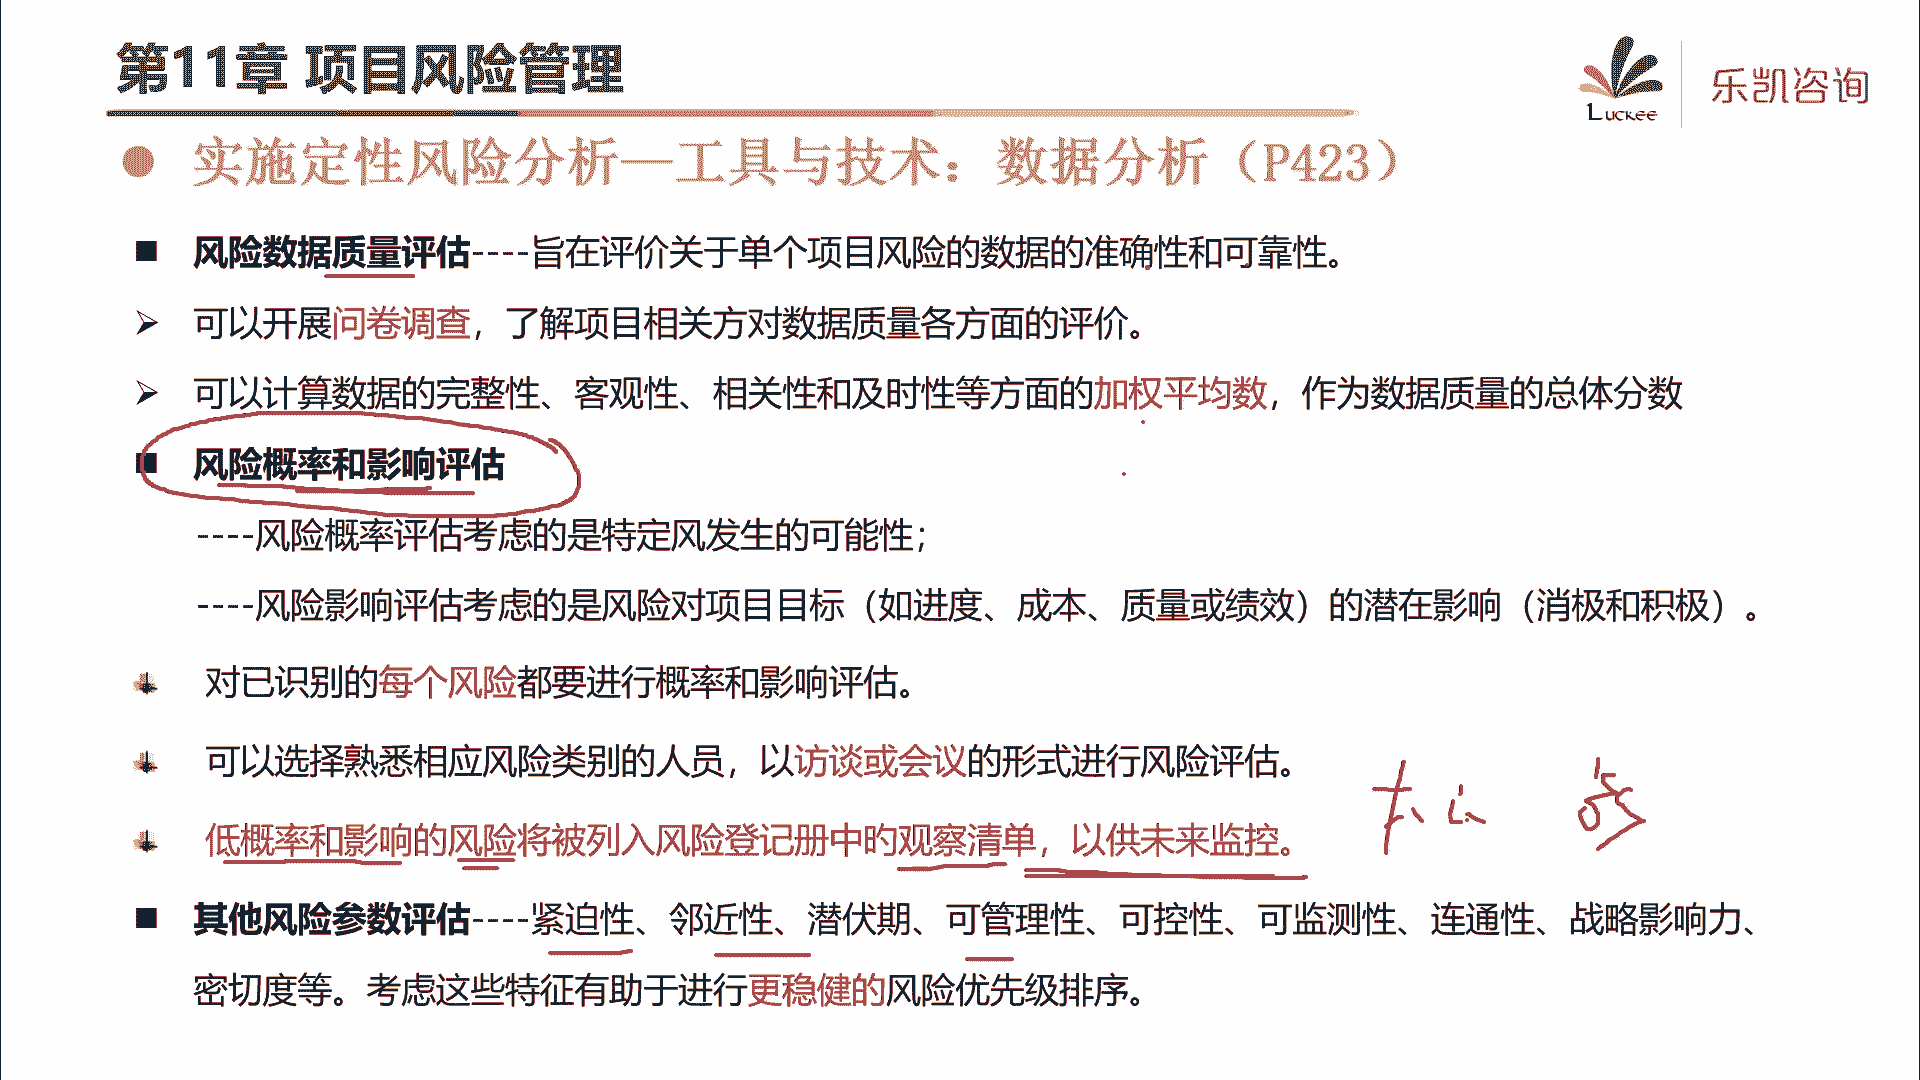 第11章 项目风险管理
Luckee 乐凯咨询
实施定性风险分析—工具与技术：数据分析（P423）
风险数据质量评估----旨在评价关于单个项目风险的数据的准确性和可靠性。
可以开展问卷调查，了解项目相关方对数据质量各方面的评价。
可以计算数据的完整性、客观性、相关性和及时性等方面的加权平均数，作为数据质量的总体分数
风险概率和影响评估
----风险概率评估考虑的是特定风发生的可能性；
----风险影响评估考虑的是风险对项目目标（如进度、成本、质量或绩效）的潜在影响（消极和积极）。
对已识别的每个风险都要进行概率和影响评估。
可以选择熟悉相应风险类别的人员，以访谈或会议的形式进行风险评估。
低概率和影响的风险将被列入风险登记册中的观察清单，以供未来监控。
其他风险参数评估----紧迫性、邻近性、潜伏期、可管理性、可控性、可监测性、连通性、战略影响力、
密切度等。考虑这些特征有助于进行更稳健的风险优先级排序。